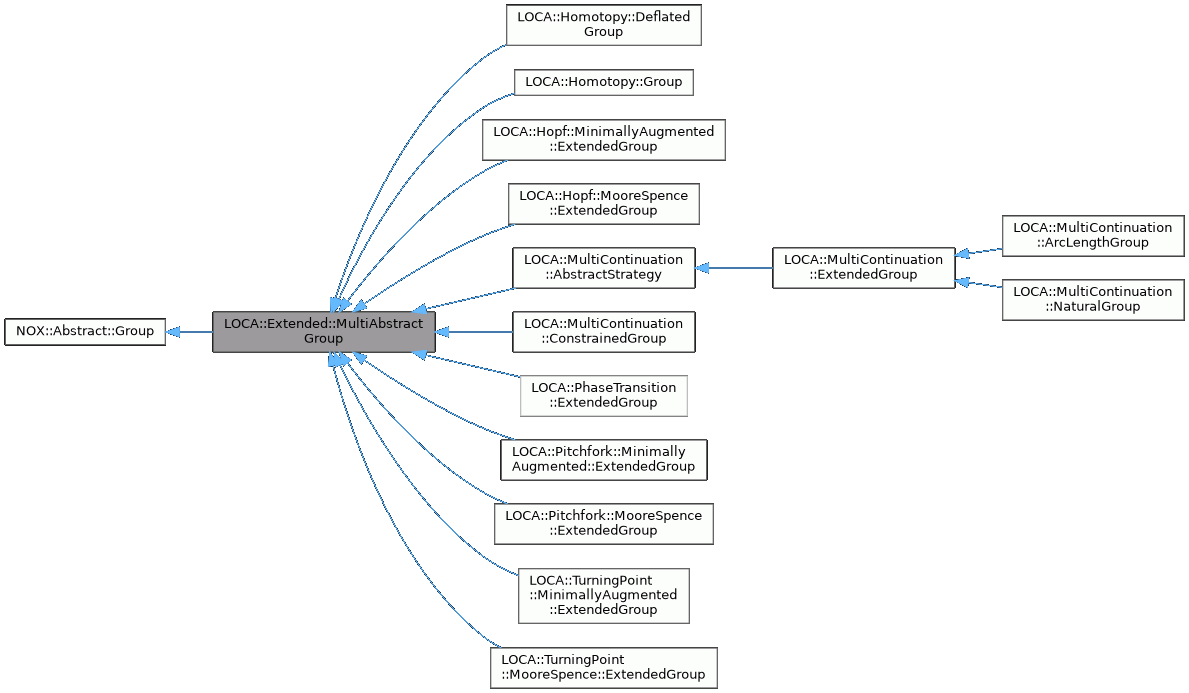 LOCA::Homotopy::Deflated
Group
LOCA::Homotopy::Group
LOCA::Hopf::MinimallyAugmented
::ExtendedGroup
LOCA::Hopf::MooreSpence
::ExtendedGroup
LOCA::MultiContinuation
::AbstractStrategy
LOCA::MultiContinuation
::ExtendedGroup
LOCA::MultiContinuation
::ArcLengthGroup
LOCA::MultiContinuation
::NaturalGroup
NOX::Abstract::Group
LOCA::Extended::MultiAbstract
Group
LOCA::MultiContinuation
::ConstrainedGroup
LOCA::PhaseTransition
::ExtendedGroup
LOCA::Pitchfork::Minimally
Augmented::ExtendedGroup
LOCA::Pitchfork::MooreSpence
::ExtendedGroup
LOCA::TurningPoint
::MinimallyAugmented
::ExtendedGroup
LOCA::TurningPoint
::MooreSpence::ExtendedGroup